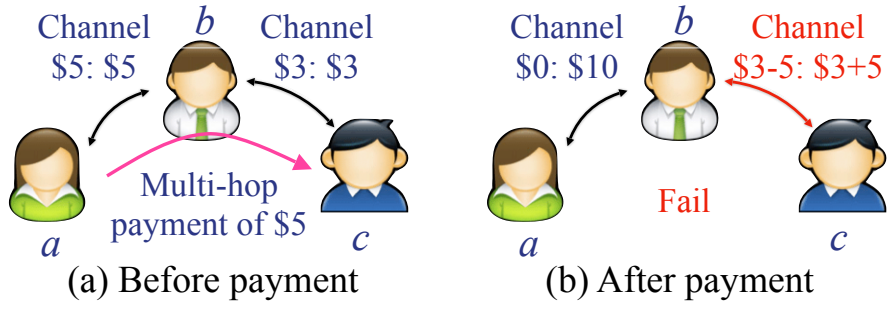 Channel
$5: $5
b
Channel
$3: $3
Multi-hop
payment of $5
a
c
(a) Before payment
Channel
$0: $10
b
Channel
$3-5: $3+5
Fail
a
c
(b) After payment